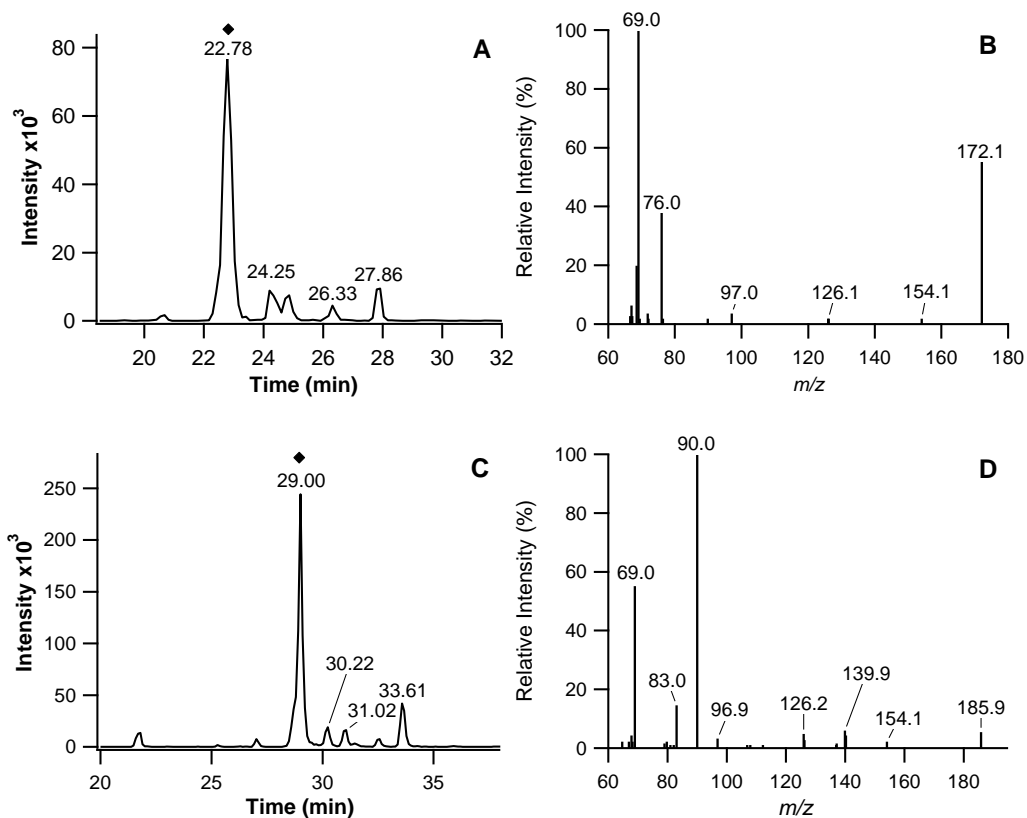 A
Intensity x10³
80
60
40
20
0
22.78
24.25
26.33
27.86
20 22 24 26 28 30 32
Time (min)
B
Relative Intensity (%)
100
80
60
40
20
0
69.0
76.0
97.0
126.1
154.1
172.1
60 80 100 120 140 160 180
m/z
C
Intensity x10³
250
200
150
100
50
0
29.00
30.22
31.02
33.61
20 25 30 35
Time (min)
D
Relative Intensity (%)
100
80
60
40
20
0
90.0
69.0
83.0
96.9
126.2
139.9
154.1
185.9
60 80 100 120 140 160 180
m/z